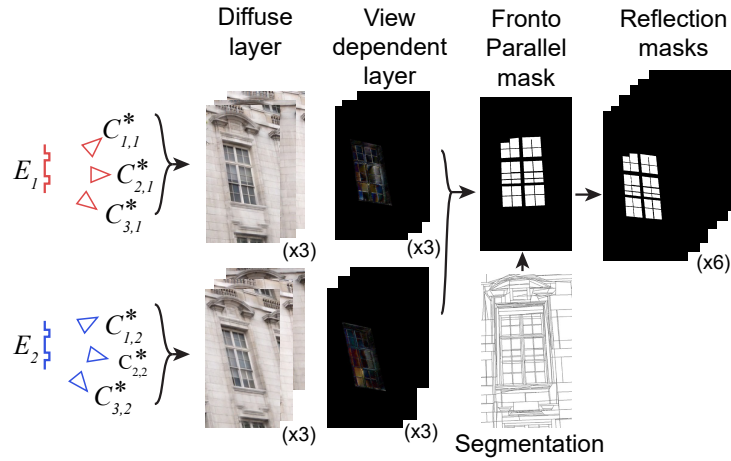 Diffuse
layer
View
dependent
layer
Fronto
Parallel
mask
Reflection
masks
E1
C*1,1
C*2,1
C*3,1
(x3)
(x3)
(x6)
E2
C*1,2
C*2,2
C*3,2
(x3)
(x3)
Segmentation